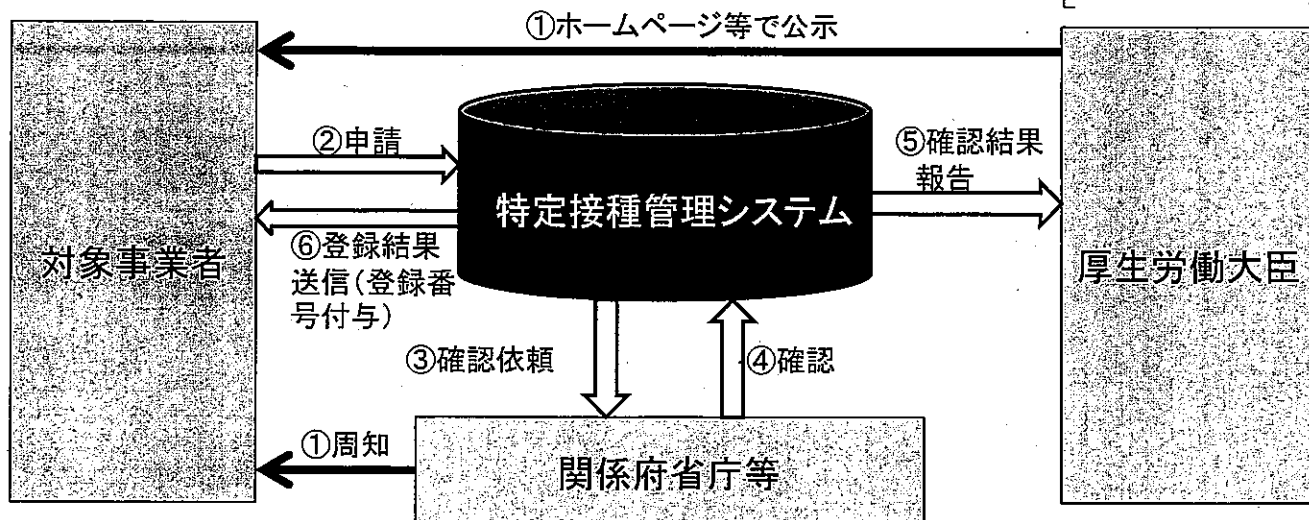 ①ホームページ等で公示
②申請
⑤確認結果
報告
特定接種管理システム
対象事業者
⑥登録結果
送信(登録番
号付与)
厚生労働大臣
③確認依頼
④確認
①周知
関係府省庁等